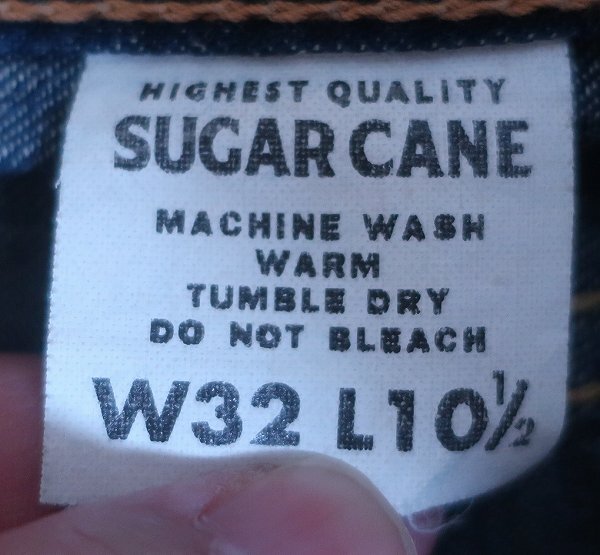 HIGHEST QUALITY
SUGAR CANE
MACHINE WASH
WARM
TUMBLE DRY
DO NOT BLEACH
W32 L10½